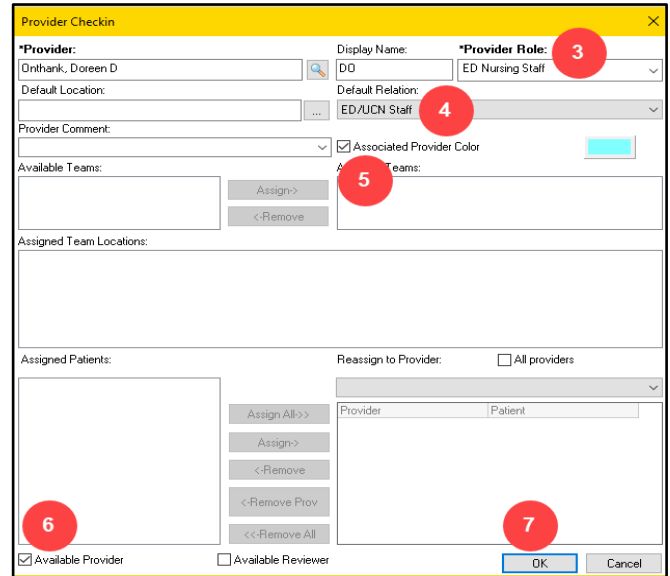 Provider Checkin
*Provider: Display Name: *Provider Role: 3
Onthank, Doreen D DO ED Nursing Staff
Default Location: Default Relation:
... ED/UCN Staff 4
Provider Comment:
Associated Provider Color
Available Teams: Teams:
Assign-> 5
<-Remove
Assigned Team Locations:
Assigned Patients: Reassign to Provider: All providers
Assign All->> Provider Patient
Assign->
<-Remove
<-Remove Prov
6 <<-Remove All 7
Available Provider Available Reviewer OK Cancel